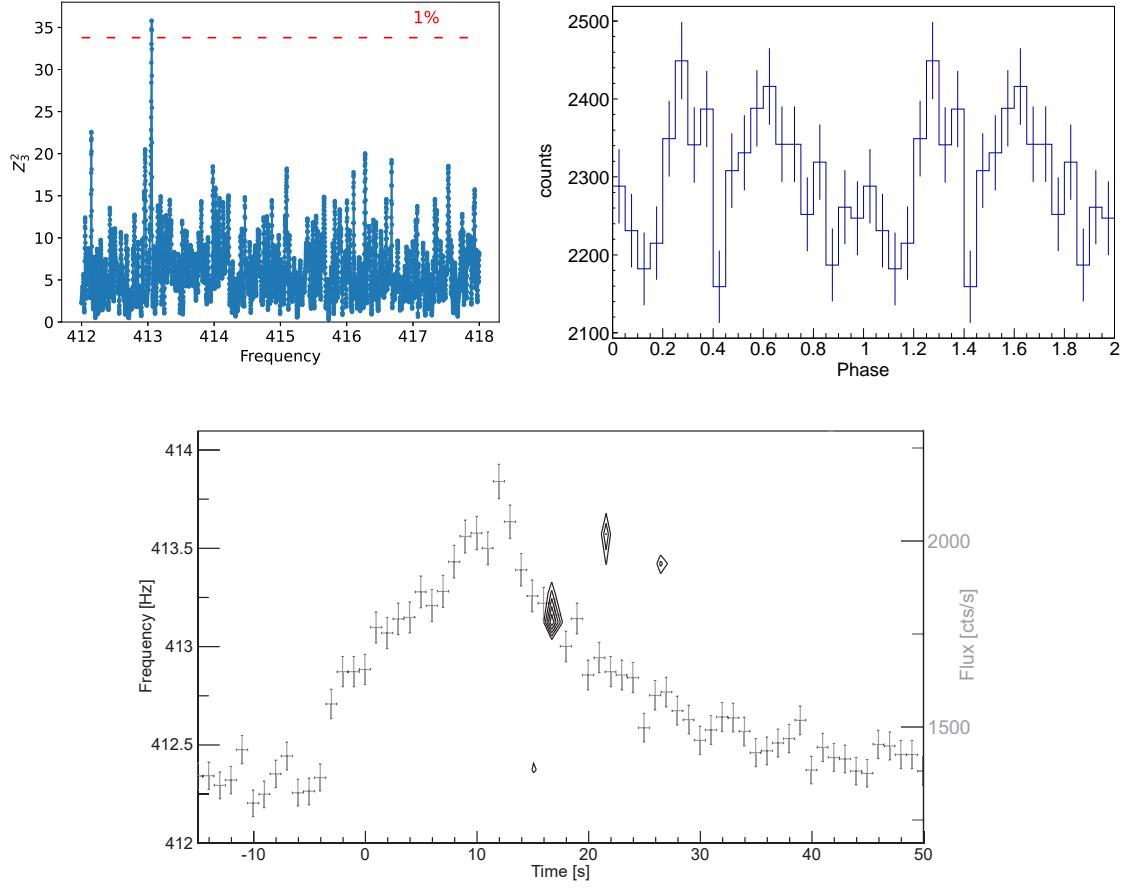 1%
35
30
25
20
15
10
5
0
Z₃²
412 413 414 415 416 417 418
Frequency
2500
2400
2300
2200
2100
counts
0 0.2 0.4 0.6 0.8 1 1.2 1.4 1.6 1.8 2
Phase
414
413.5
413
412.5
412
Frequency [Hz]
2000
1500
Flux [cts/s]
-10 0 10 20 30 40 50
Time [s]